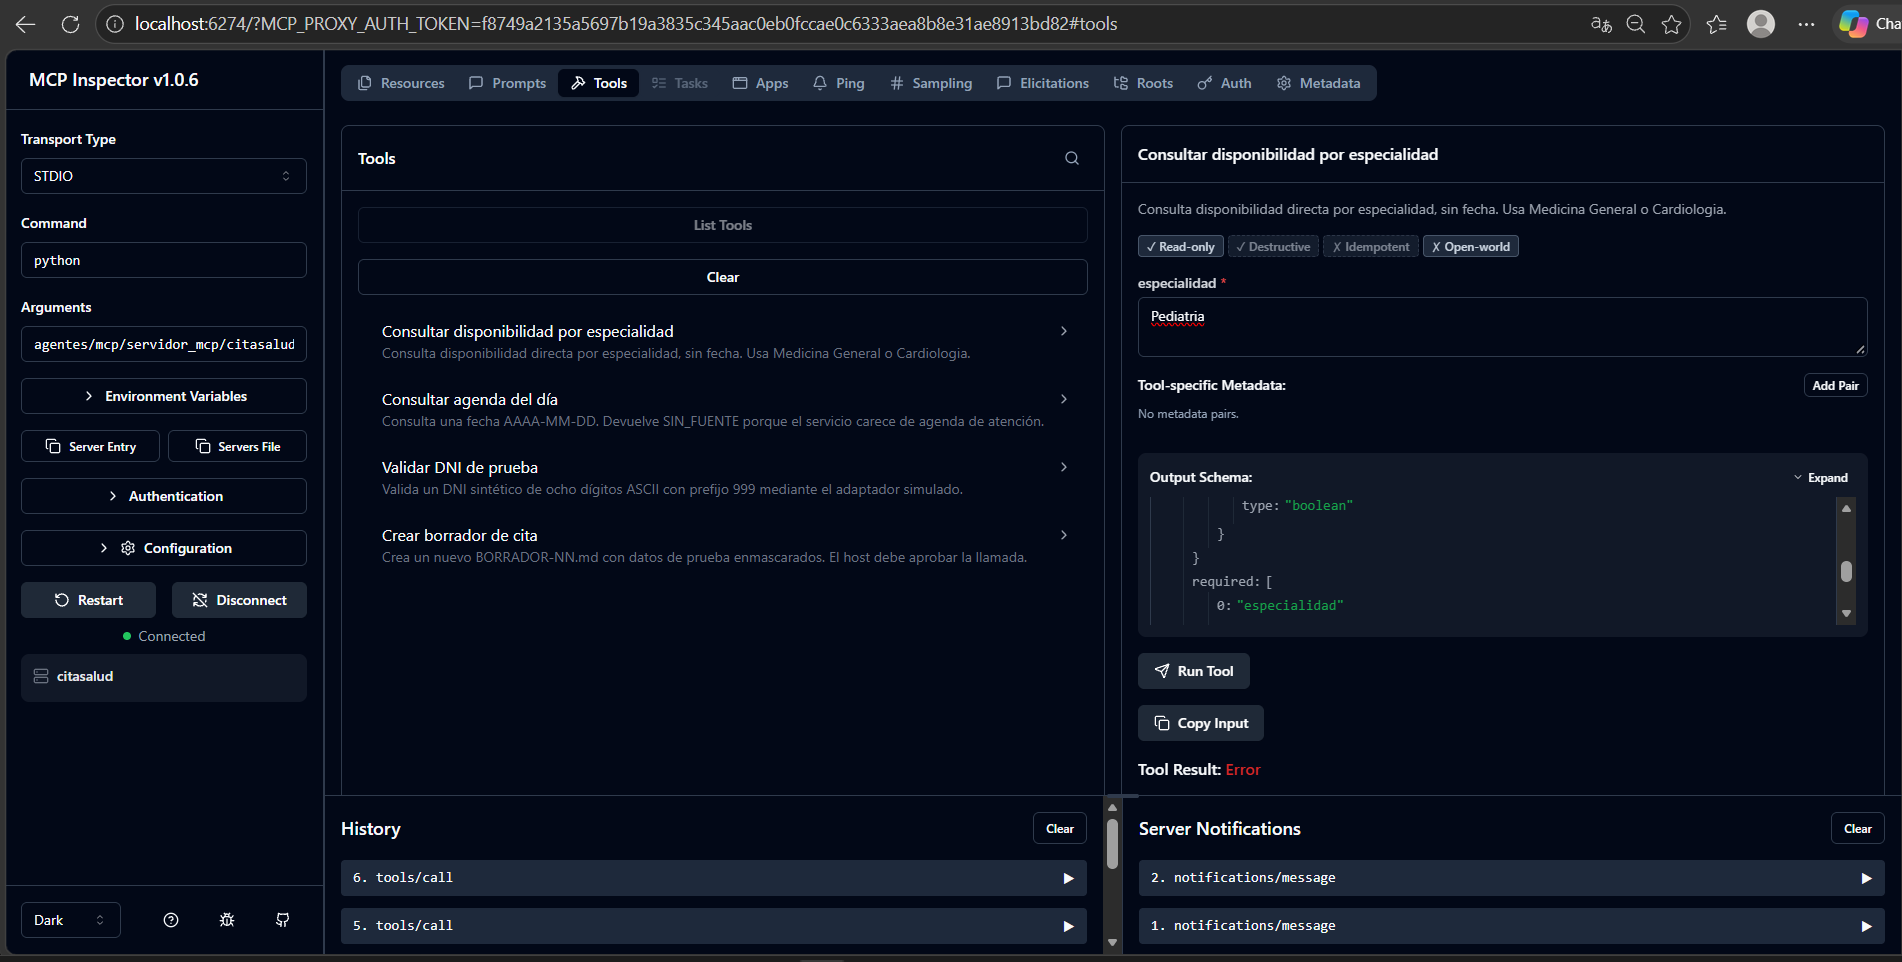 localhost:6274/?MCP_PROXY_AUTH_TOKEN=f8749a2135a5697b19a3835c345aac0eb0fccae0c6333aea8b8e31ae8913bd82#tools
Cha
MCP Inspector v1.0.6
Transport Type
STDIO
Command
python
Arguments
agentes/mcp/servidor_mcp/citasalud
Environment Variables
Server Entry
Servers File
Authentication
Configuration
Restart
Disconnect
Connected
citasalud
Dark
Resources
Prompts
Tools
Tasks
Apps
Ping
Sampling
Elicitations
Roots
Auth
Metadata
Tools
List Tools
Clear
Consultar disponibilidad por especialidad
Consulta disponibilidad directa por especialidad, sin fecha. Usa Medicina General o Cardiologia.
Consultar agenda del día
Consulta una fecha AAAA-MM-DD. Devuelve SIN_FUENTE porque el servicio carece de agenda de atención.
Validar DNI de prueba
Valida un DNI sintético de ocho dígitos ASCII con prefijo 999 mediante el adaptador simulado.
Crear borrador de cita
Crea un nuevo BORRADOR-NN.md con datos de prueba enmascarados. El host debe aprobar la llamada.
Consultar disponibilidad por especialidad
Consulta disponibilidad directa por especialidad, sin fecha. Usa Medicina General o Cardiologia.
✓ Read-only
✓ Destructive
✗ Idempotent
✗ Open-world
especialidad *
Pediatria
Tool-specific Metadata:
Add Pair
No metadata pairs.
Output Schema:
Expand
type: "boolean"
}
}
required: [
0: "especialidad"
Run Tool
Copy Input
Tool Result: Error
History
Clear
6. tools/call
5. tools/call
Server Notifications
Clear
2. notifications/message
1. notifications/message